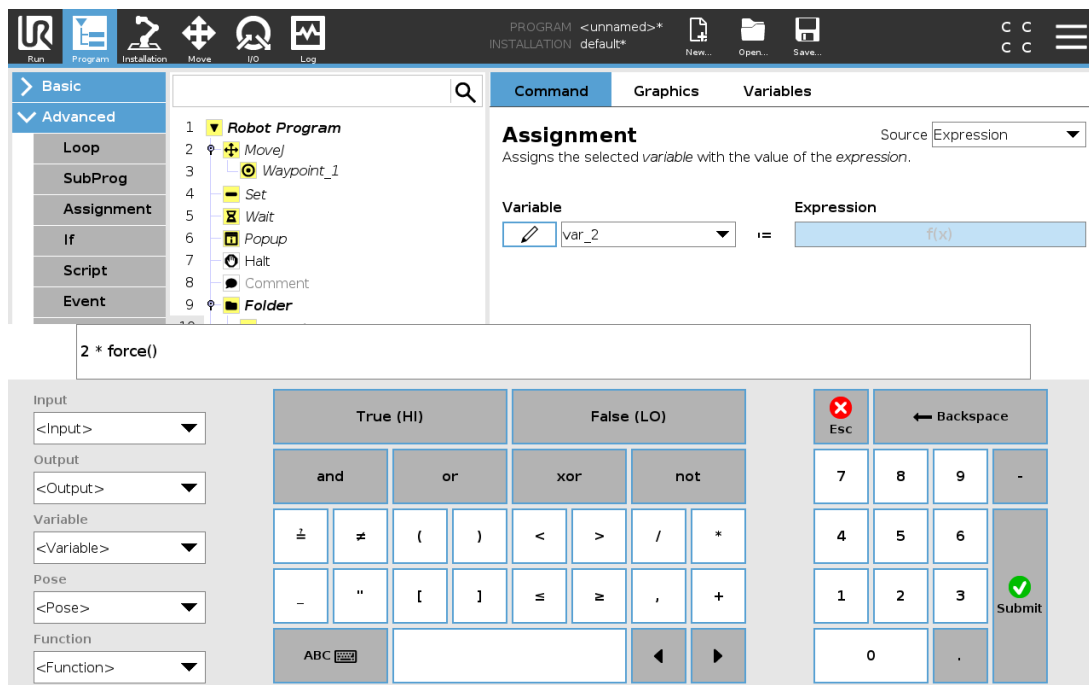 UR
PROGRAM <unnamed>*
INSTALLATION default*
C C
C C
Run Program Installation Move I/O Log New... Open... Save...
Basic
Advanced
Loop
SubProg
Assignment
If
Script
Event
1 Robot Program
2 MoveJ
3 Waypoint_1
4 Set
5 Wait
6 Popup
7 Halt
8 Comment
9 Folder
Command Graphics Variables
Assignment
Source Expression
Assigns the selected variable with the value of the expression.
Variable Expression
var_2 := f(x)
2 * force()
Input
<Input>
Output
<Output>
Variable
<Variable>
Pose
<Pose>
Function
<Function>
True (HI) False (LO)
and or xor not
≟ ≠ ( ) < > / *
_ " [ ] ≤ ≥ , +
ABC
Esc Backspace
7 8 9 -
4 5 6
1 2 3 Submit
0 .